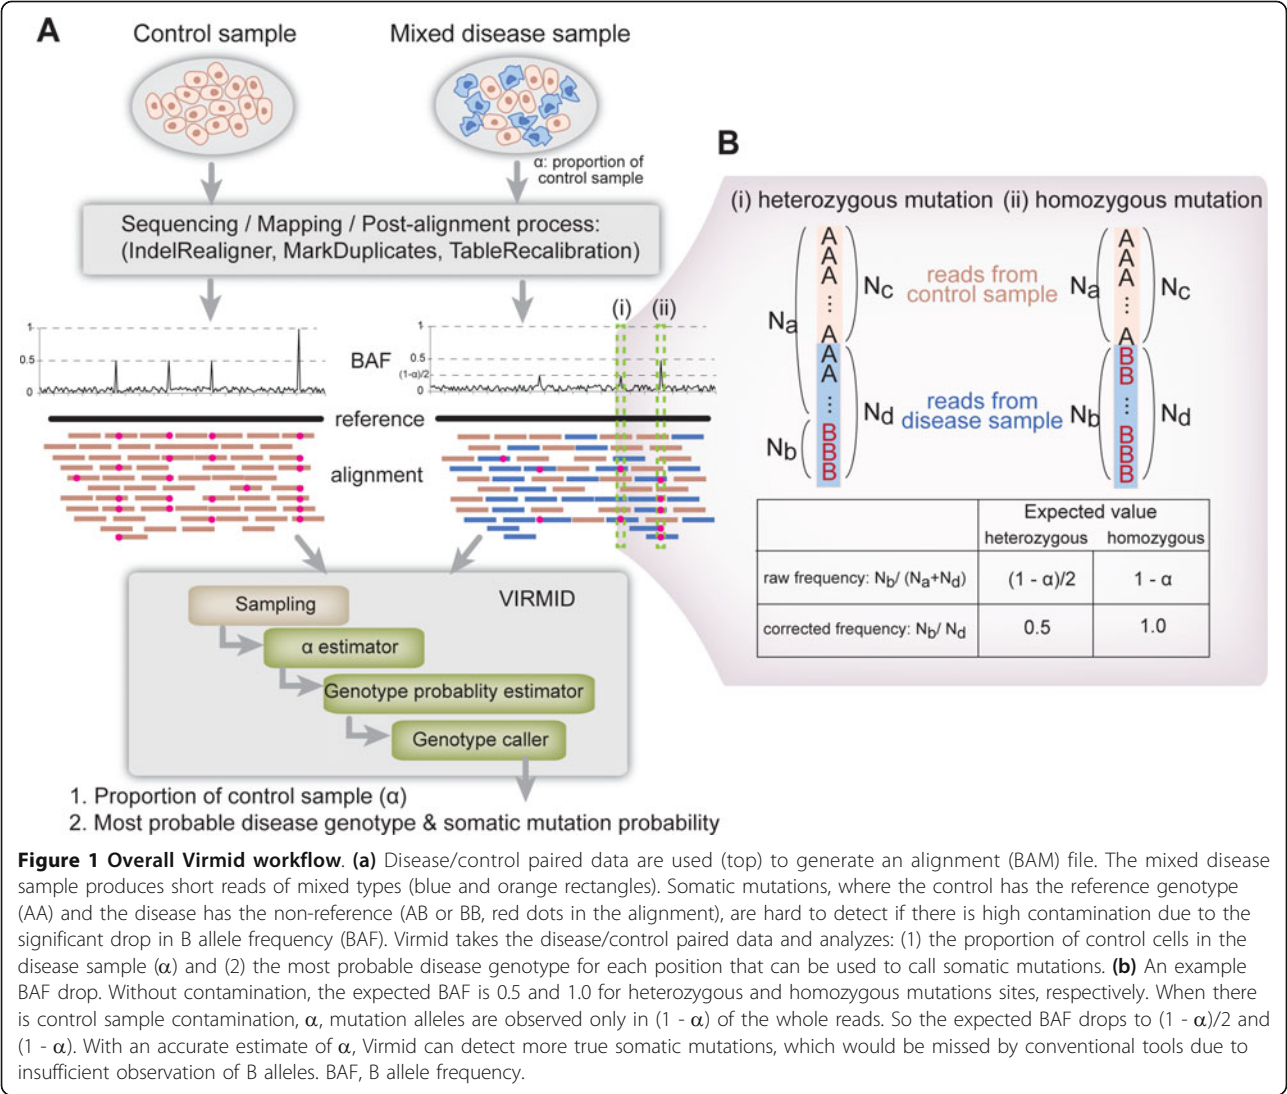 A
Control sample
Mixed disease sample
α: proportion of
control sample
Sequencing / Mapping / Post-alignment process:
(IndelRealigner, MarkDuplicates, TableRecalibration)
1
0.5
0
BAF
1
0.5
(1-α)/2
0
(i)
(ii)
reference
alignment
VIRMID
Sampling
α estimator
Genotype probablity estimator
Genotype caller
1. Proportion of control sample (α)
2. Most probable disease genotype & somatic mutation probability
B
(i) heterozygous mutation (ii) homozygous mutation
A
A
A
⋮
A
A
A
⋮
B
B
B
Na
Nb
Nc
Nd
reads from
control sample
reads from
disease sample
A
A
A
⋮
A
B
B
⋮
B
B
B
Na
Nb
Nc
Nd
Expected value
heterozygous homozygous
raw frequency: Nb/ (Na+Nd) (1 - α)/2 1 - α
corrected frequency: Nb/ Nd 0.5 1.0
Figure 1 Overall Virmid workflow. (a) Disease/control paired data are used (top) to generate an alignment (BAM) file. The mixed disease
sample produces short reads of mixed types (blue and orange rectangles). Somatic mutations, where the control has the reference genotype
(AA) and the disease has the non-reference (AB or BB, red dots in the alignment), are hard to detect if there is high contamination due to the
significant drop in B allele frequency (BAF). Virmid takes the disease/control paired data and analyzes: (1) the proportion of control cells in the
disease sample (α) and (2) the most probable disease genotype for each position that can be used to call somatic mutations. (b) An example
BAF drop. Without contamination, the expected BAF is 0.5 and 1.0 for heterozygous and homozygous mutations sites, respectively. When there
is control sample contamination, α, mutation alleles are observed only in (1 - α) of the whole reads. So the expected BAF drops to (1 - α)/2 and
(1 - α). With an accurate estimate of α, Virmid can detect more true somatic mutations, which would be missed by conventional tools due to
insufficient observation of B alleles. BAF, B allele frequency.